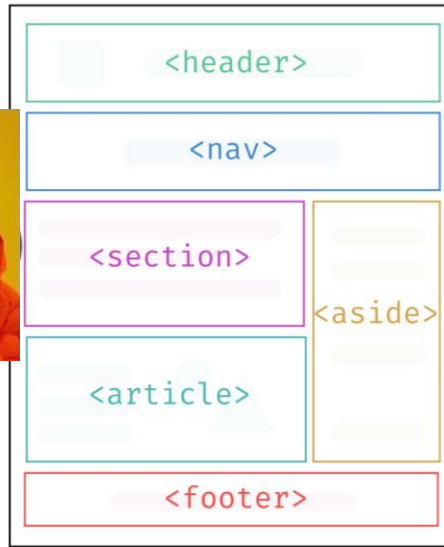 <header>
<nav>
<section>
<aside>
<article>
<footer>